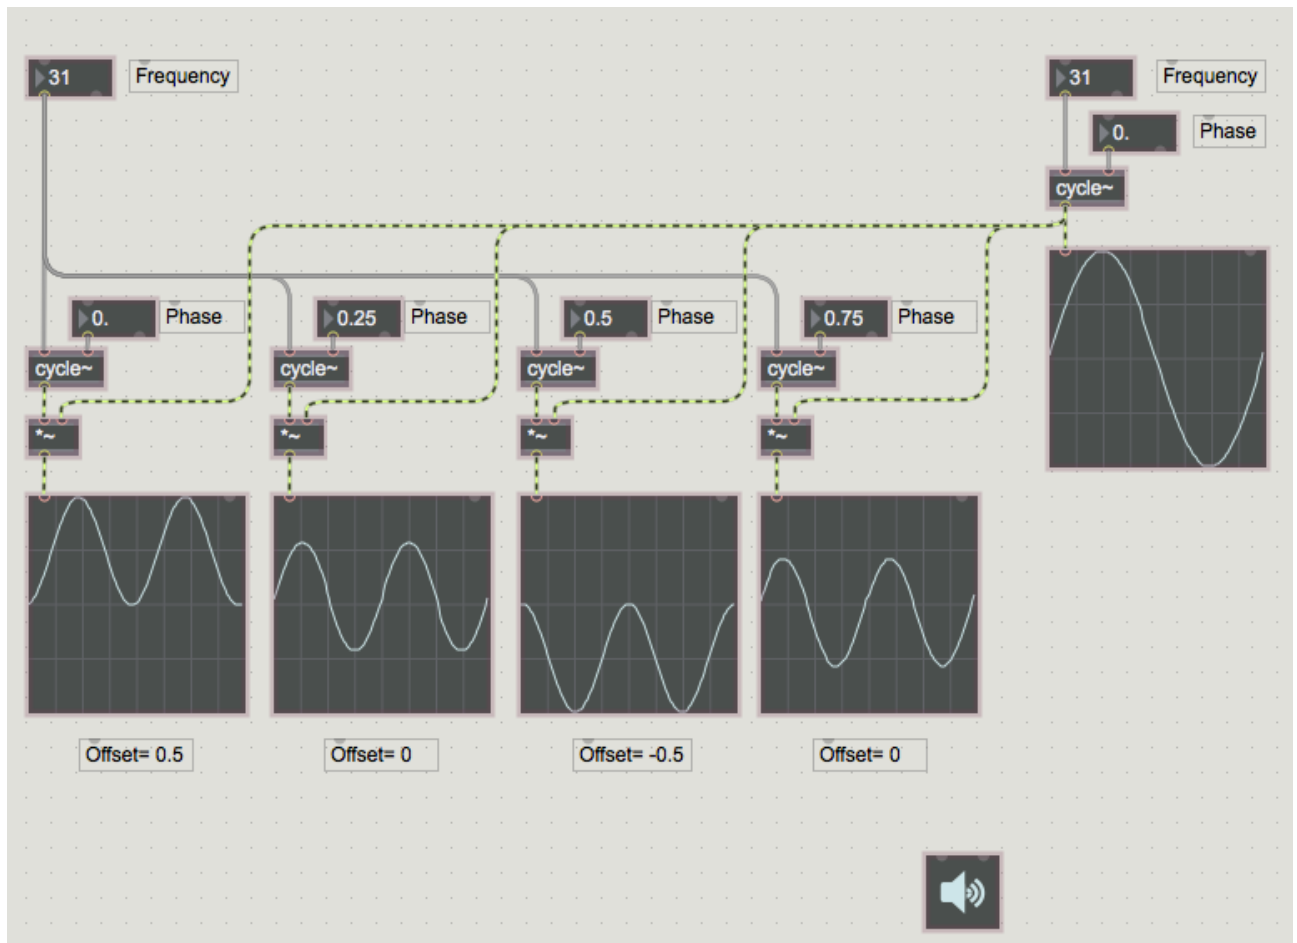 31 Frequency
31 Frequency
0. Phase
cycle~
0. Phase
0.25 Phase
0.5 Phase
0.75 Phase
cycle~
cycle~
cycle~
cycle~
*~
*~
*~
*~
Offset= 0.5
Offset= 0
Offset= -0.5
Offset= 0